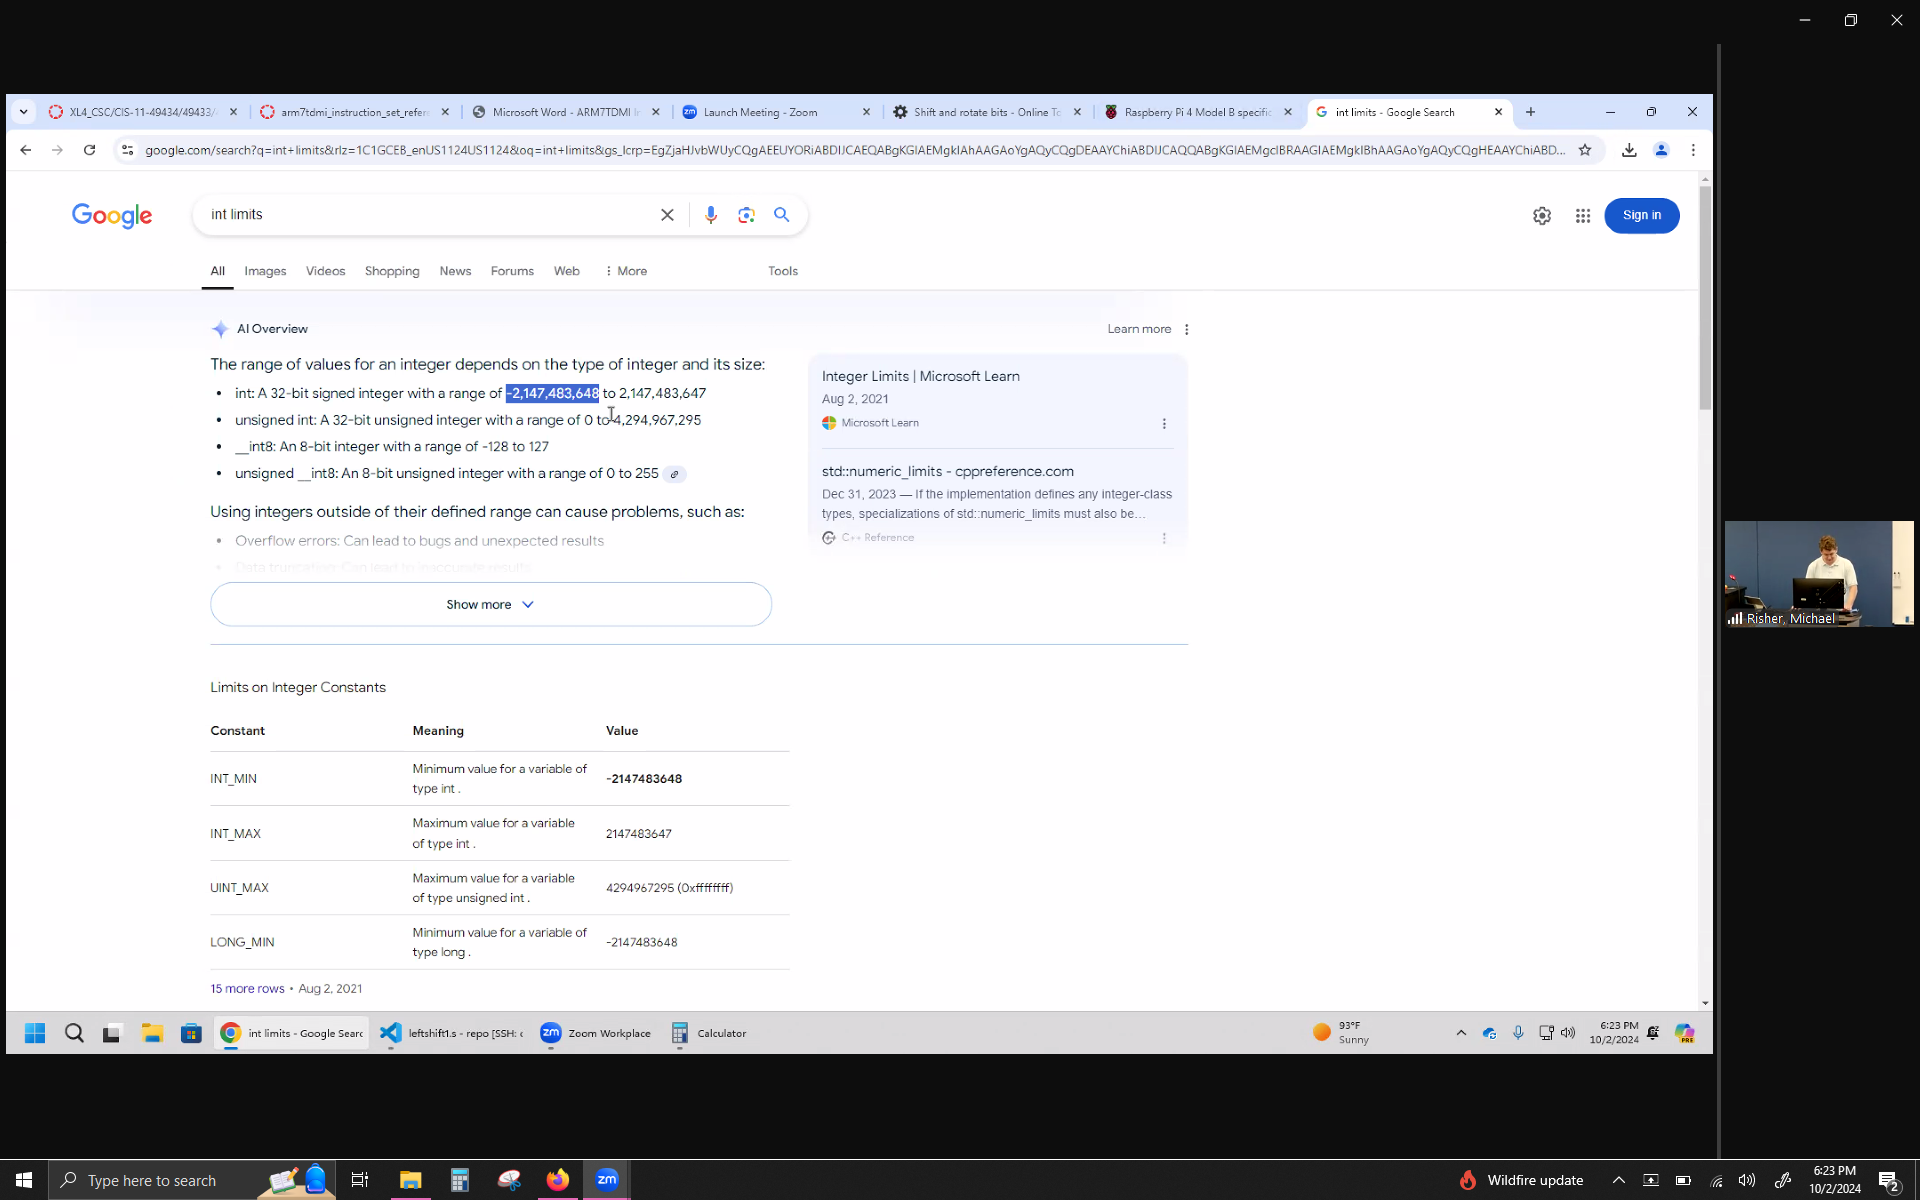 XL4_CSC/CIS-11-49434/49433/
arm7tdmi_instruction_set_refer
Microsoft Word - ARM7TDMI I
Launch Meeting - Zoom
Shift and rotate bits - Online To
Raspberry Pi 4 Model B specific
int limits - Google Search
google.com/search?q=int+limits&rlz=1C1GCEB_enUS1124US1124&oq=int+limits&gs_lcrp=
Google
int limits
Sign in
All
Images
Videos
Shopping
News
Forums
Web
More
Tools
AI Overview
Learn more
The range of values for an integer depends on the type of integer and its size:
• int: A 32-bit signed integer with a range of -2,147,483,648 to 2,147,483,647
• unsigned int: A 32-bit unsigned integer with a range of 0 to 4,294,967,295
• __int8: An 8-bit integer with a range of -128 to 127
• unsigned __int8: An 8-bit unsigned integer with a range of 0 to 255
Using integers outside of their defined range can cause problems, such as:
• Overflow errors: Can lead to bugs and unexpected results
• Data truncation: Can lead to inaccurate results
Show more
Integer Limits | Microsoft Learn
Aug 2, 2021
Microsoft Learn
std::numeric_limits - cppreference.com
Dec 31, 2023 — If the implementation defines any integer-class
types, specializations of std::numeric_limits must also be...
C++ Reference
Limits on Integer Constants
Constant Meaning Value
INT_MIN
Minimum value for a variable of
type int .
-2147483648
INT_MAX
Maximum value for a variable
of type int .
2147483647
UINT_MAX
Maximum value for a variable
of type unsigned int .
4294967295 (0xffffffff)
LONG_MIN
Minimum value for a variable of
type long .
-2147483648
15 more rows • Aug 2, 2021
Risher, Michael
int limits - Google Searc
leftshift1.s - repo [SSH: c
zm
Zoom Workplace
Calculator
93°F
Sunny
6:23 PM
10/2/2024
PRE
Type here to search
zm
Wildfire update
6:23 PM
10/2/2024
2